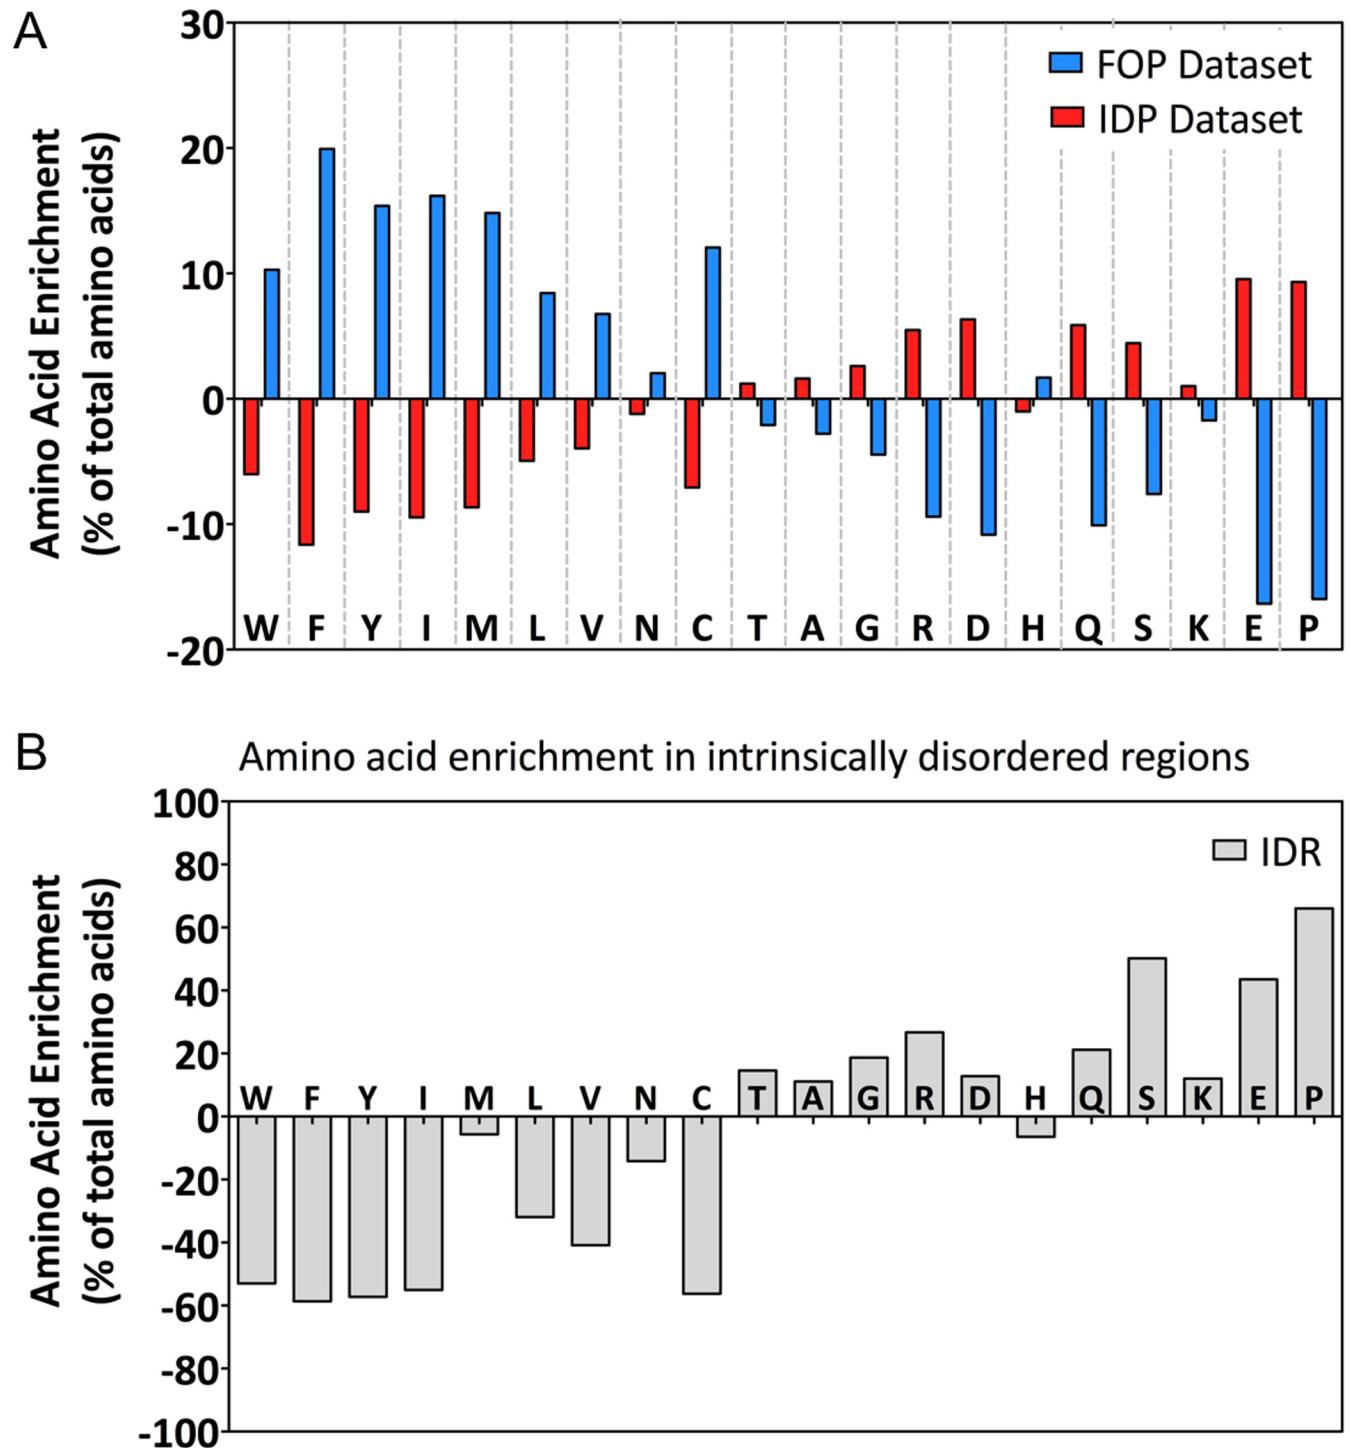 A
30
20
10
0
-10
-20
Amino Acid Enrichment
(% of total amino acids)
FOP Dataset
IDP Dataset
W F Y I M L V N C T A G R D H Q S K E P
B
Amino acid enrichment in intrinsically disordered regions
100
80
60
40
20
0
-20
-40
-60
-80
-100
Amino Acid Enrichment
(% of total amino acids)
IDR
W F Y I M L V N C T A G R D H Q S K E P